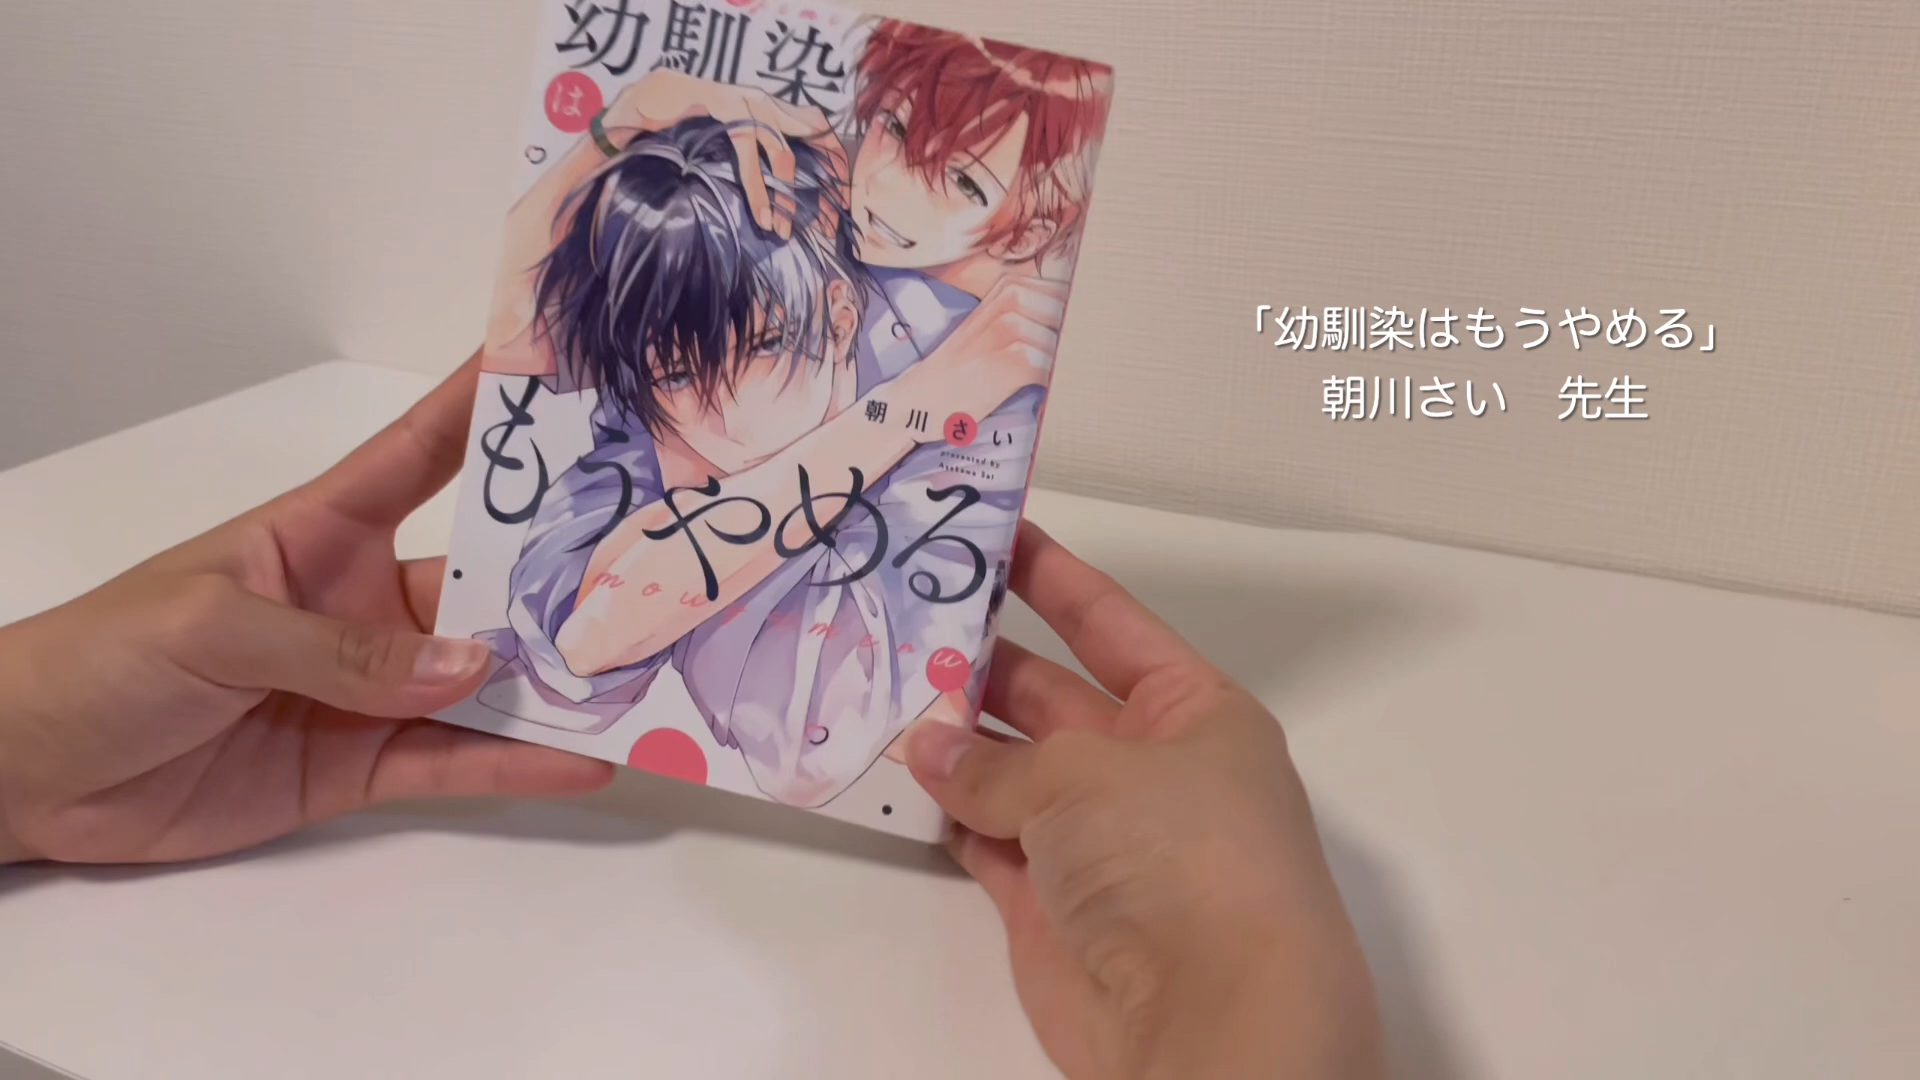 幼馴染
は
もうやめる
朝川さい
presented by
Asakawa Sai
「幼馴染はもうやめる」
朝川さい　先生